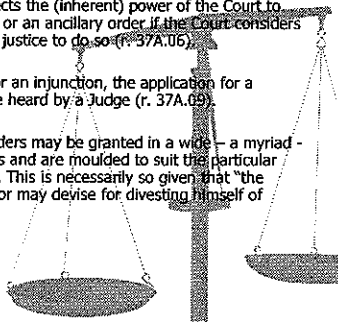 cts the (inherent) power of the Court to
or an ancillary order if the Court considers
justice to do so (r. 37A.06).
or an injunction, the application for a
e heard by a Judge (r. 37A.09).
ders may be granted in a wide – a myriad -
s and are moulded to suit the particular
. This is necessarily so given that "the
or may devise for divesting himself of